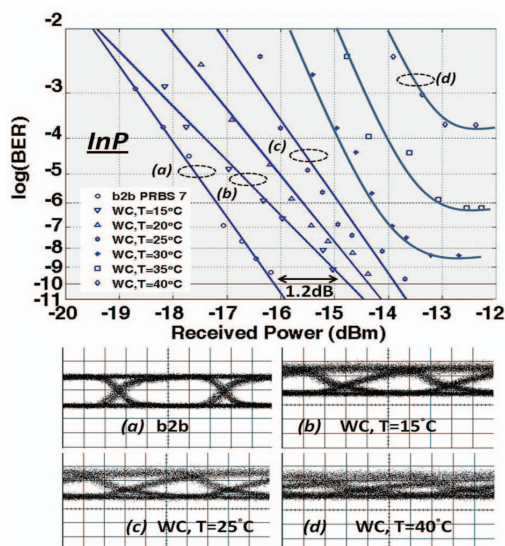 -2
-3
-4
-5
-6
-7
-8
-9
-10
-11
log(BER)
InP
(a)
(b)
(c)
(d)
b2b PRBS 7
WC,T=15°C
WC,T=20°C
WC,T=25°C
WC,T=30°C
WC,T=35°C
WC,T=40°C
1.2dB
-20 -19 -18 -17 -16 -15 -14 -13 -12
Received Power (dBm)
(a) b2b
(b) WC, T=15°C
(c) WC, T=25°C
(d) WC, T=40°C